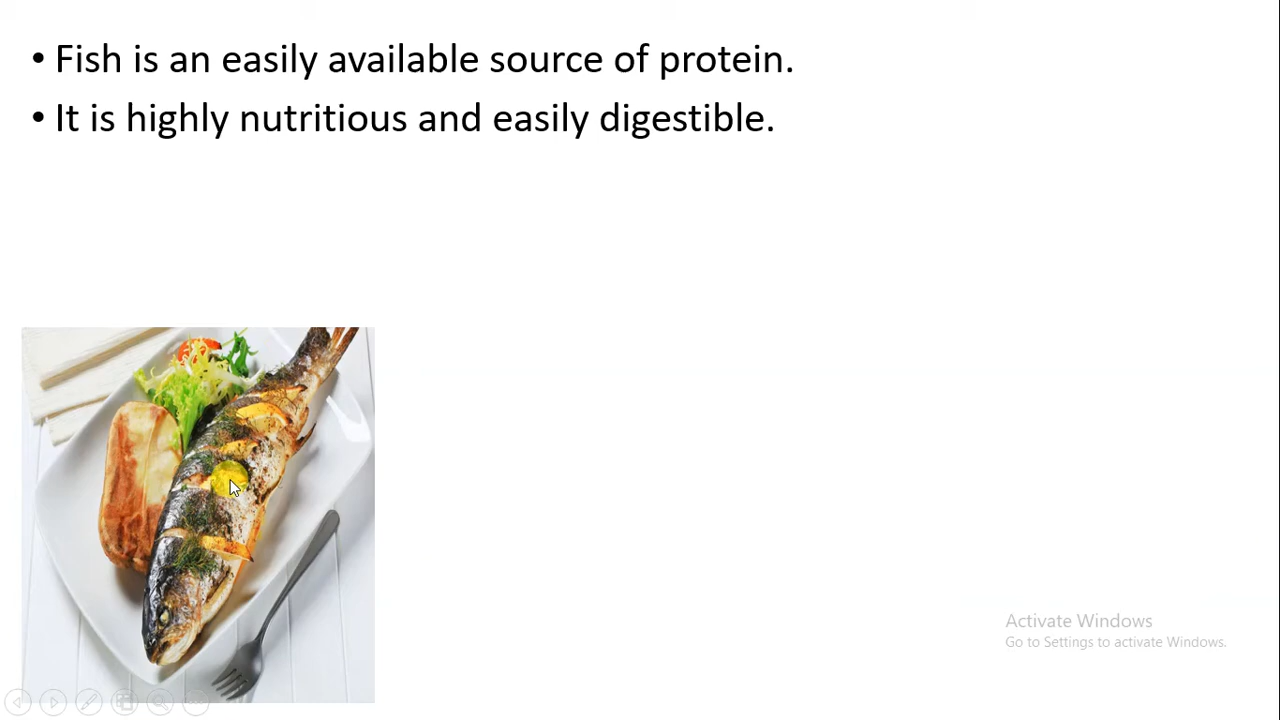 • Fish is an easily available source of protein.
• It is highly nutritious and easily digestible.
Activate Windows
Go to Settings to activate Windows.